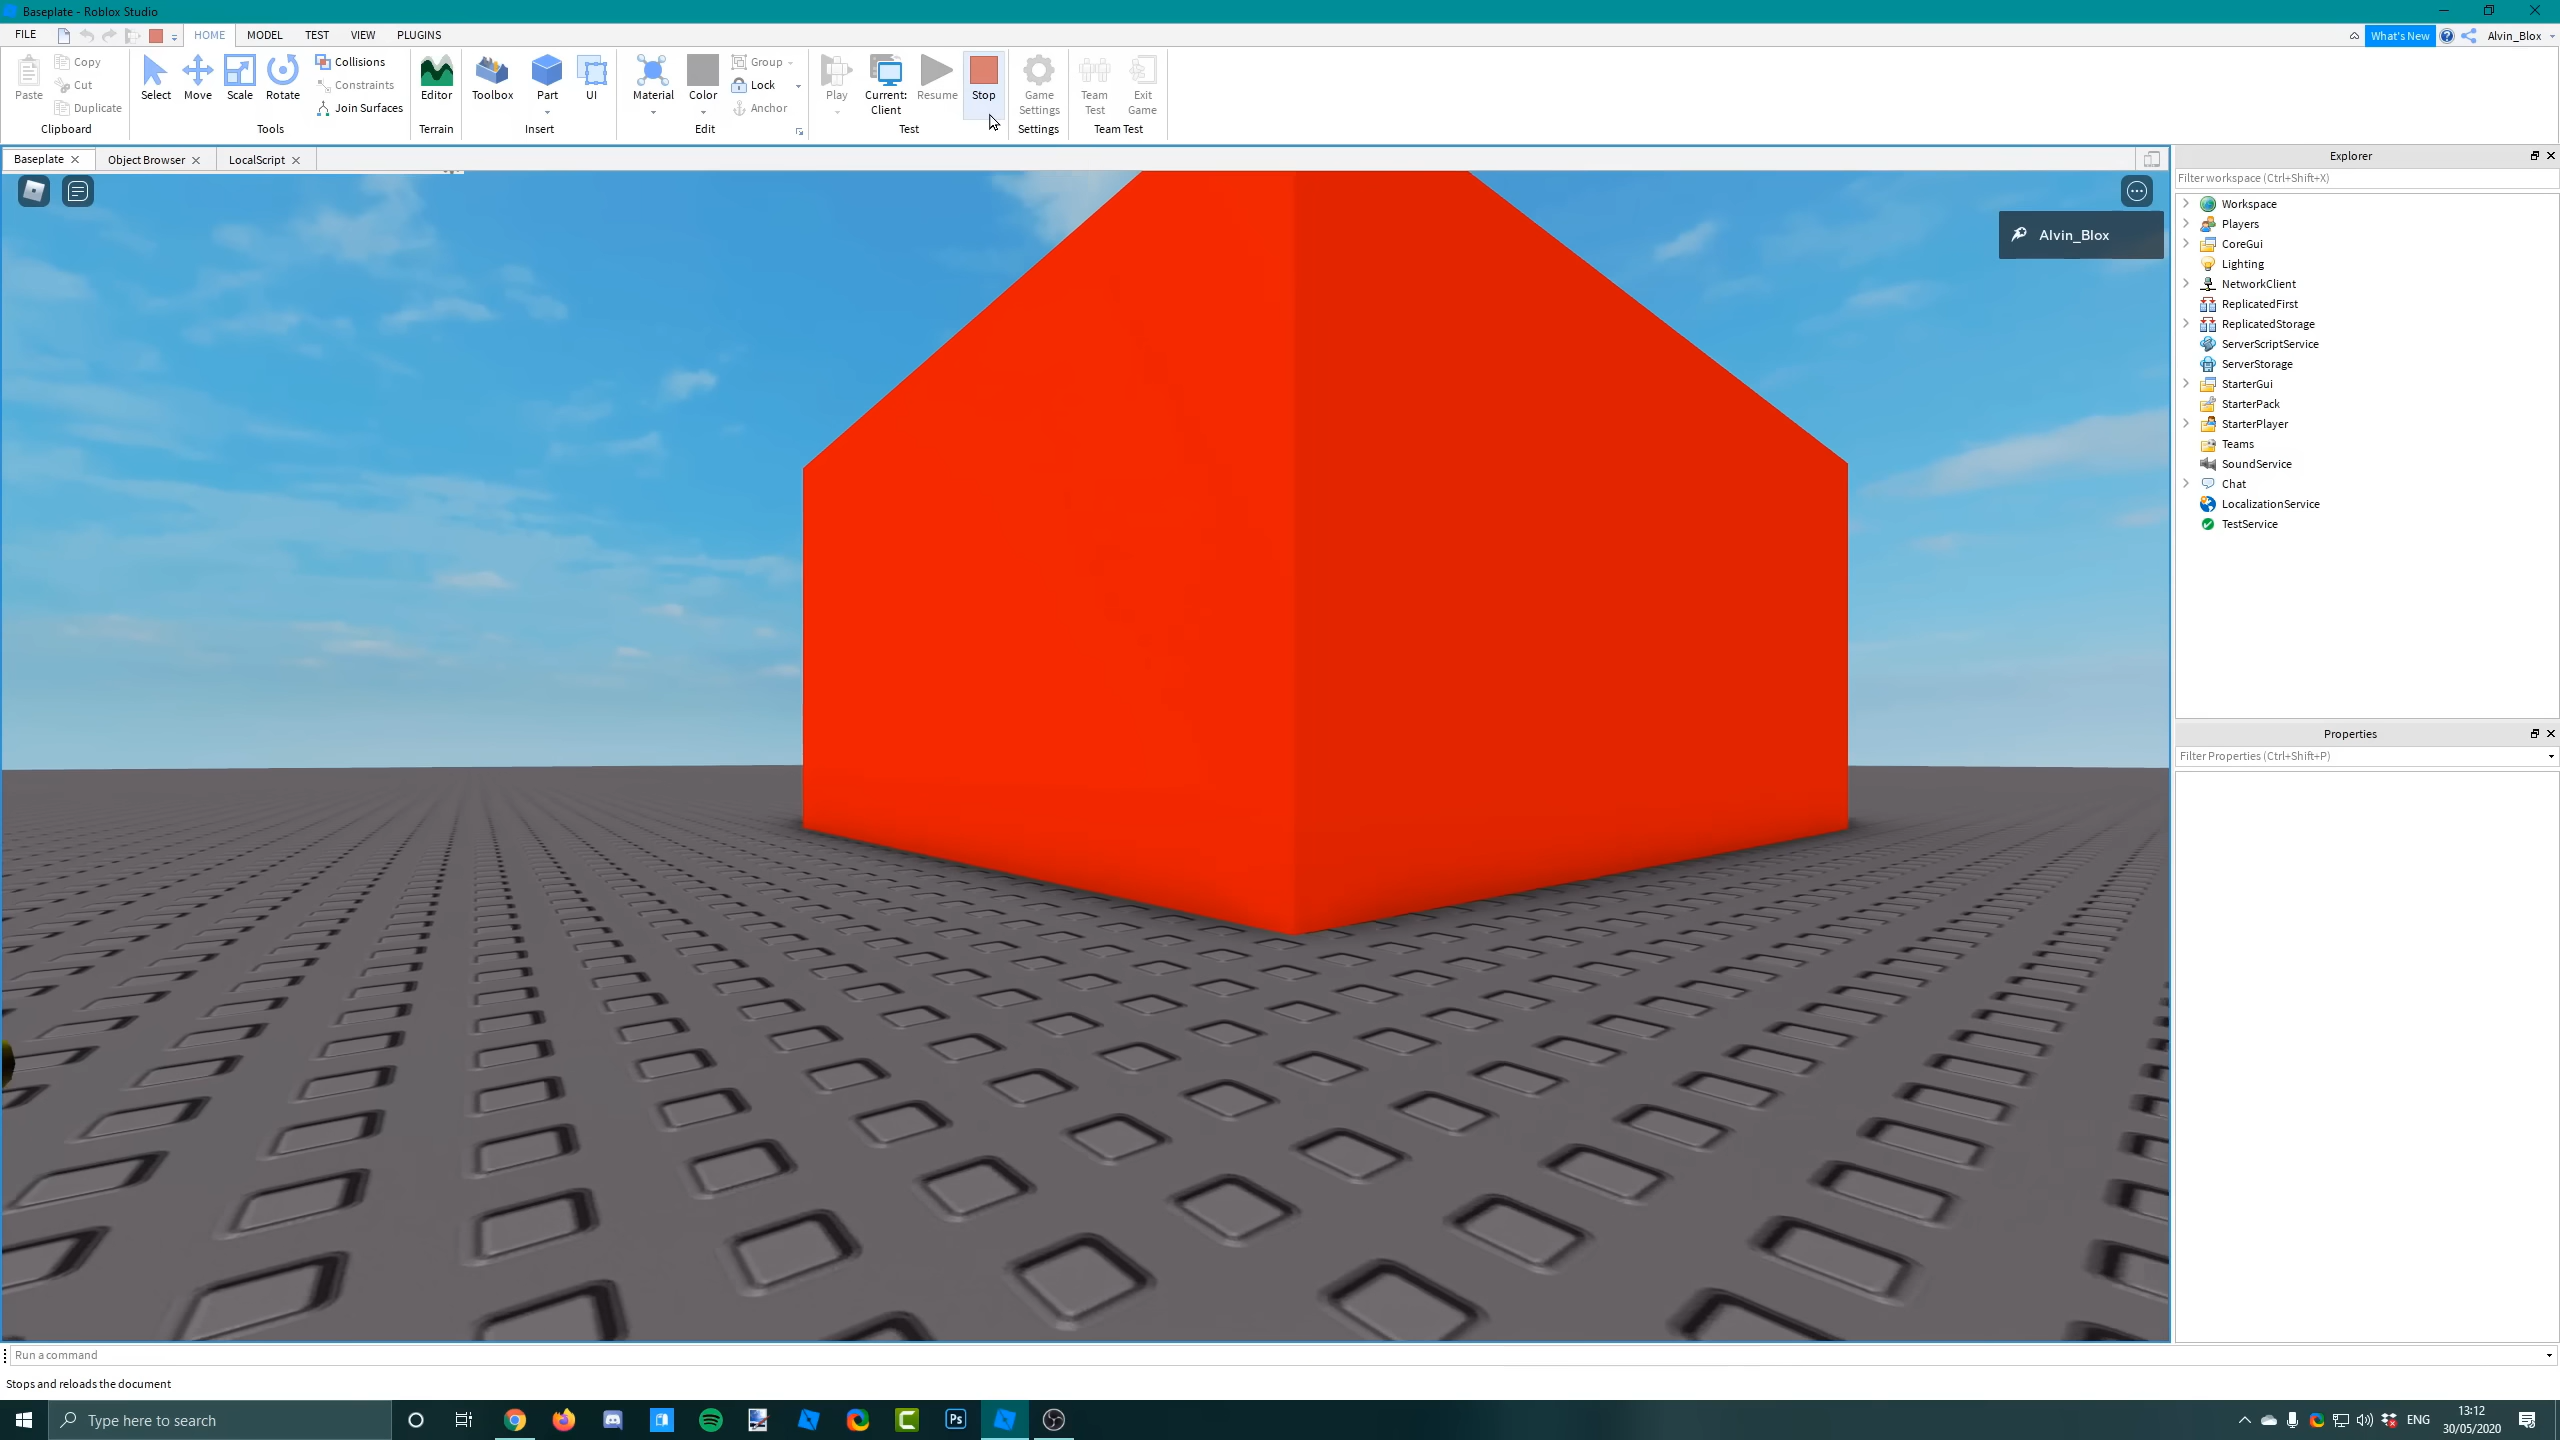 Baseplate - Roblox Studio
FILE
HOME
MODEL
TEST
VIEW
PLUGINS
What's New
Alvin_Blox
Paste
Copy
Cut
Duplicate
Clipboard
Select
Move
Scale
Rotate
Collisions
Constraints
Join Surfaces
Tools
Editor
Terrain
Toolbox
Part
UI
Insert
Material
Color
Group
Lock
Anchor
Edit
Play
Current:
Client
Resume
Stop
Test
Game
Settings
Settings
Team
Test
Exit
Game
Team Test
Baseplate
Object Browser
LocalScript
Alvin_Blox
Explorer
Filter workspace (Ctrl+Shift+X)
Workspace
Players
CoreGui
Lighting
NetworkClient
ReplicatedFirst
ReplicatedStorage
ServerScriptService
ServerStorage
StarterGui
StarterPack
StarterPlayer
Teams
SoundService
Chat
LocalizationService
TestService
Properties
Filter Properties (Ctrl+Shift+P)
Run a command
Stops and reloads the document
Type here to search
Ps
ENG
13:12
30/05/2020